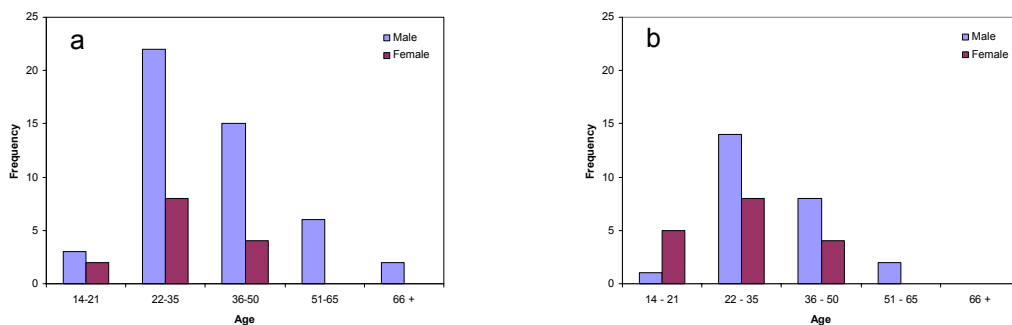 a
Male
Female
Frequency
25
20
15
10
5
0
14-21 22-35 36-50 51-65 66 +
Age
b
Male
Female
Frequency
25
20
15
10
5
0
14 - 21 22 - 35 36 - 50 51 - 65 66 +
Age